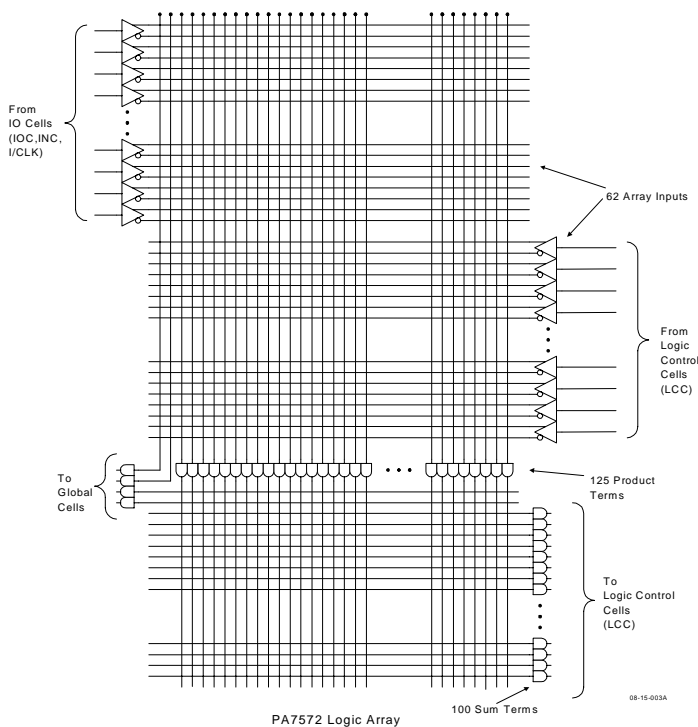 From
IO Cells
(IOC,INC,
I/CLK)
62 Array Inputs
From
Logic
Control
Cells
(LCC)
To
Global
Cells
125 Product
Terms
To
Logic Control
Cells
(LCC)
100 Sum Terms
08-15-003A
PA7572 Logic Array